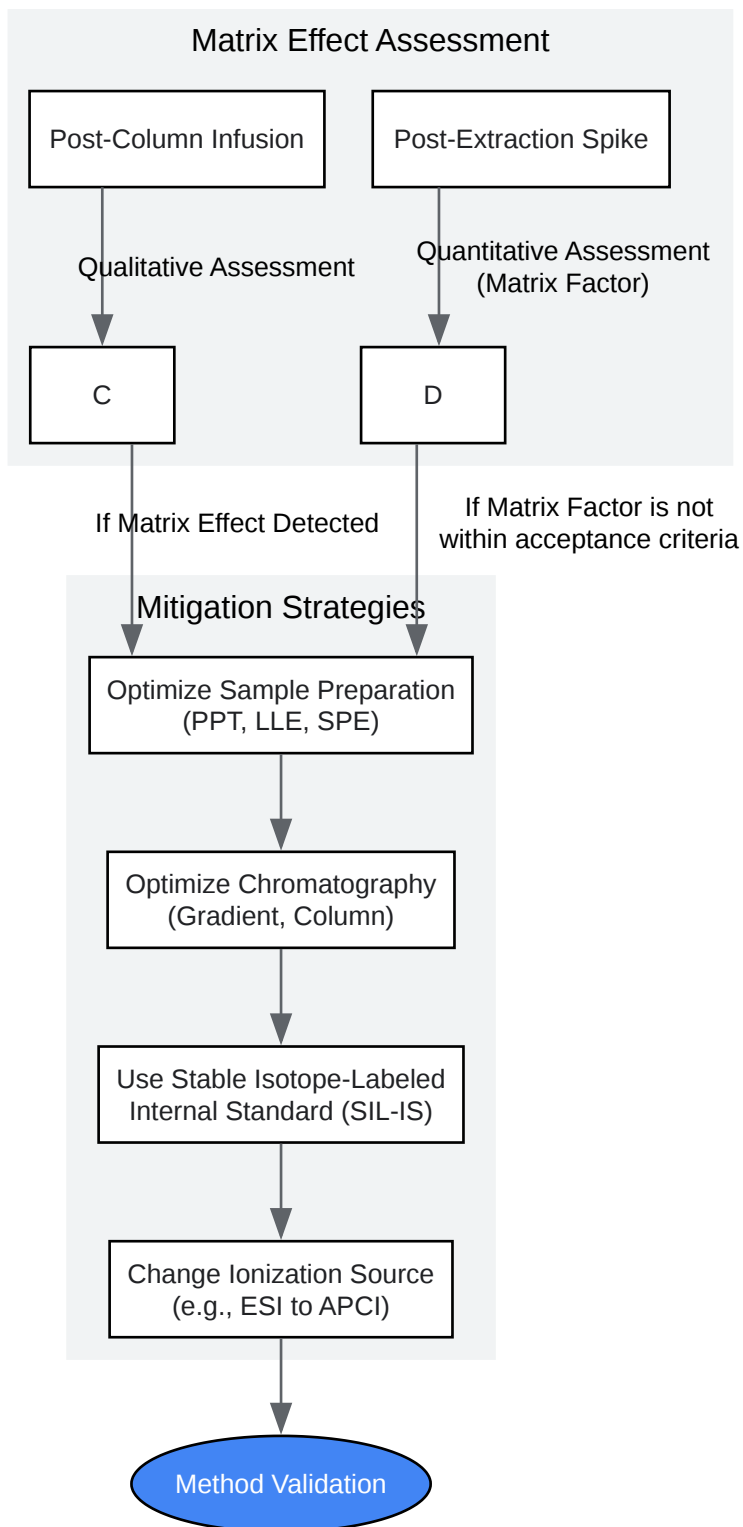 Matrix Effect Assessment
Post-Column Infusion
Post-Extraction Spike
Qualitative Assessment
Quantitative Assessment
(Matrix Factor)
C
D
If Matrix Effect Detected
If Matrix Factor is not
within acceptance criteria
Mitigation Strategies
Optimize Sample Preparation
(PPT, LLE, SPE)
Optimize Chromatography
(Gradient, Column)
Use Stable Isotope-Labeled
Internal Standard (SIL-IS)
Change Ionization Source
(e.g., ESI to APCI)
Method Validation